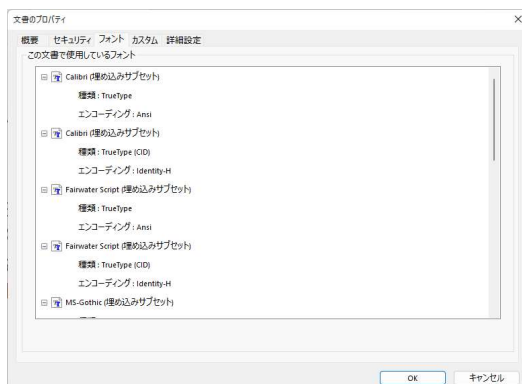 文書のプロパティ
概要 セキュリティ フォント カスタム 詳細設定
この文書で使用しているフォント
Calibri (埋め込みサブセット)
種類 : TrueType
エンコーディング : Ansi
Calibri (埋め込みサブセット)
種類 : TrueType (CID)
エンコーディング : Identity-H
Fairwater Script (埋め込みサブセット)
種類 : TrueType
エンコーディング : Ansi
Fairwater Script (埋め込みサブセット)
種類 : TrueType (CID)
エンコーディング : Identity-H
MS-Gothic (埋め込みサブセット)
OK キャンセル